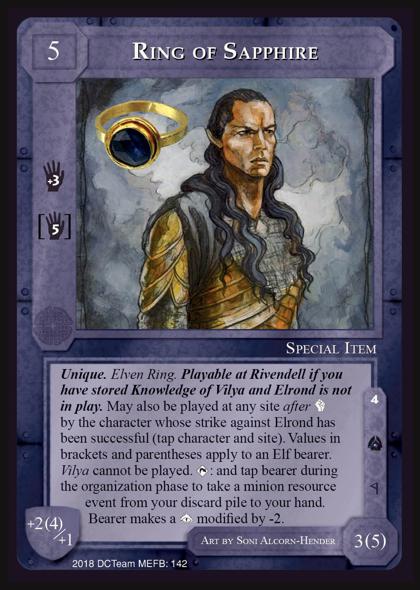 5
RING OF SAPPHIRE
+3
[5]
SPECIAL ITEM
Unique. Elven Ring. Playable at Rivendell if you
have stored Knowledge of Vilya and Elrond is not
in play. May also be played at any site after
by the character whose strike against Elrond has
been successful (tap character and site). Values in
brackets and parentheses apply to an Elf bearer.
Vilya cannot be played. : and tap bearer during
the organization phase to take a minion resource
event from your discard pile to your hand.
Bearer makes a modified by -2.
4
+2(4)/+1
ART BY SONI ALCORN-HENDER
3(5)
2018 DCTeam MEFB: 142